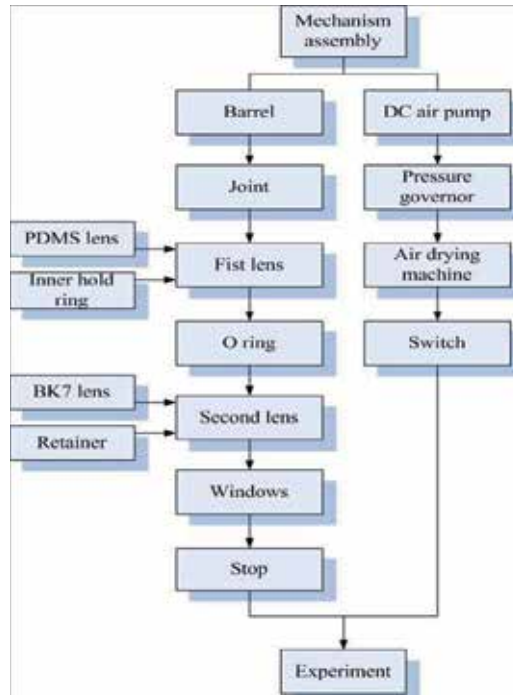 Mechanism
assembly
Barrel
DC air pump
Joint
Pressure
governor
PDMS lens
Fist lens
Air drying
machine
Inner hold
ring
O ring
Switch
BK7 lens
Second lens
Retainer
Windows
Stop
Experiment